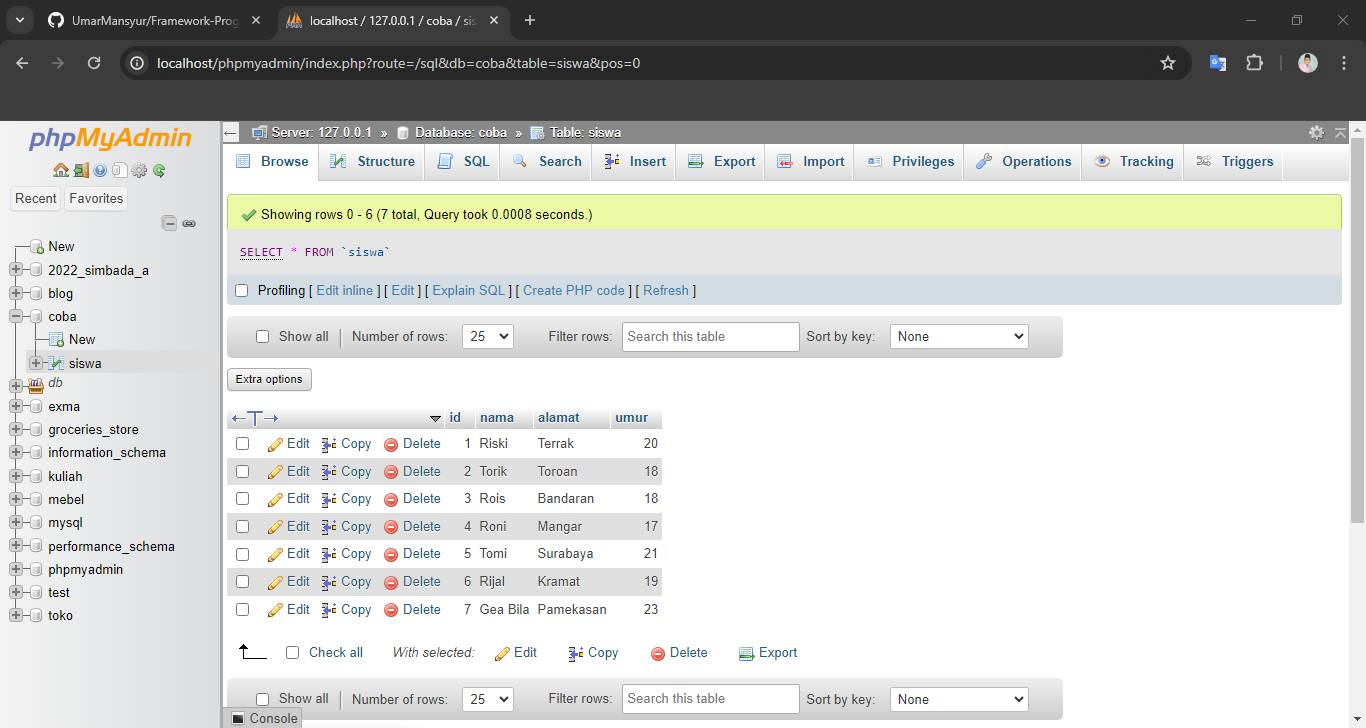 UmarMansyur/Framework-Prog
localhost / 127.0.0.1 / coba / sis
localhost/phpmyadmin/index.php?route=/sql&db=coba&table=siswa&pos=0
phpMyAdmin
Recent Favorites
New
2022_simbada_a
blog
coba
New
siswa
db
exma
groceries_store
information_schema
kuliah
mebel
mysql
performance_schema
phpmyadmin
test
toko
Server: 127.0.0.1 » Database: coba » Table: siswa
Browse Structure SQL Search Insert Export Import Privileges Operations Tracking Triggers
Showing rows 0 - 6 (7 total, Query took 0.0008 seconds.)
SELECT * FROM `siswa`
Profiling [ Edit inline ] [ Edit ] [ Explain SQL ] [ Create PHP code ] [ Refresh ]
Show all Number of rows: 25 Filter rows: Search this table Sort by key: None
Extra options
id nama alamat umur
Edit Copy Delete 1 Riski Terrak 20
Edit Copy Delete 2 Torik Toroan 18
Edit Copy Delete 3 Rois Bandaran 18
Edit Copy Delete 4 Roni Mangar 17
Edit Copy Delete 5 Tomi Surabaya 21
Edit Copy Delete 6 Rijal Kramat 19
Edit Copy Delete 7 Gea Bila Pamekasan 23
Check all With selected: Edit Copy Delete Export
Show all Number of rows: 25 Filter rows: Search this table Sort by key: None
Console